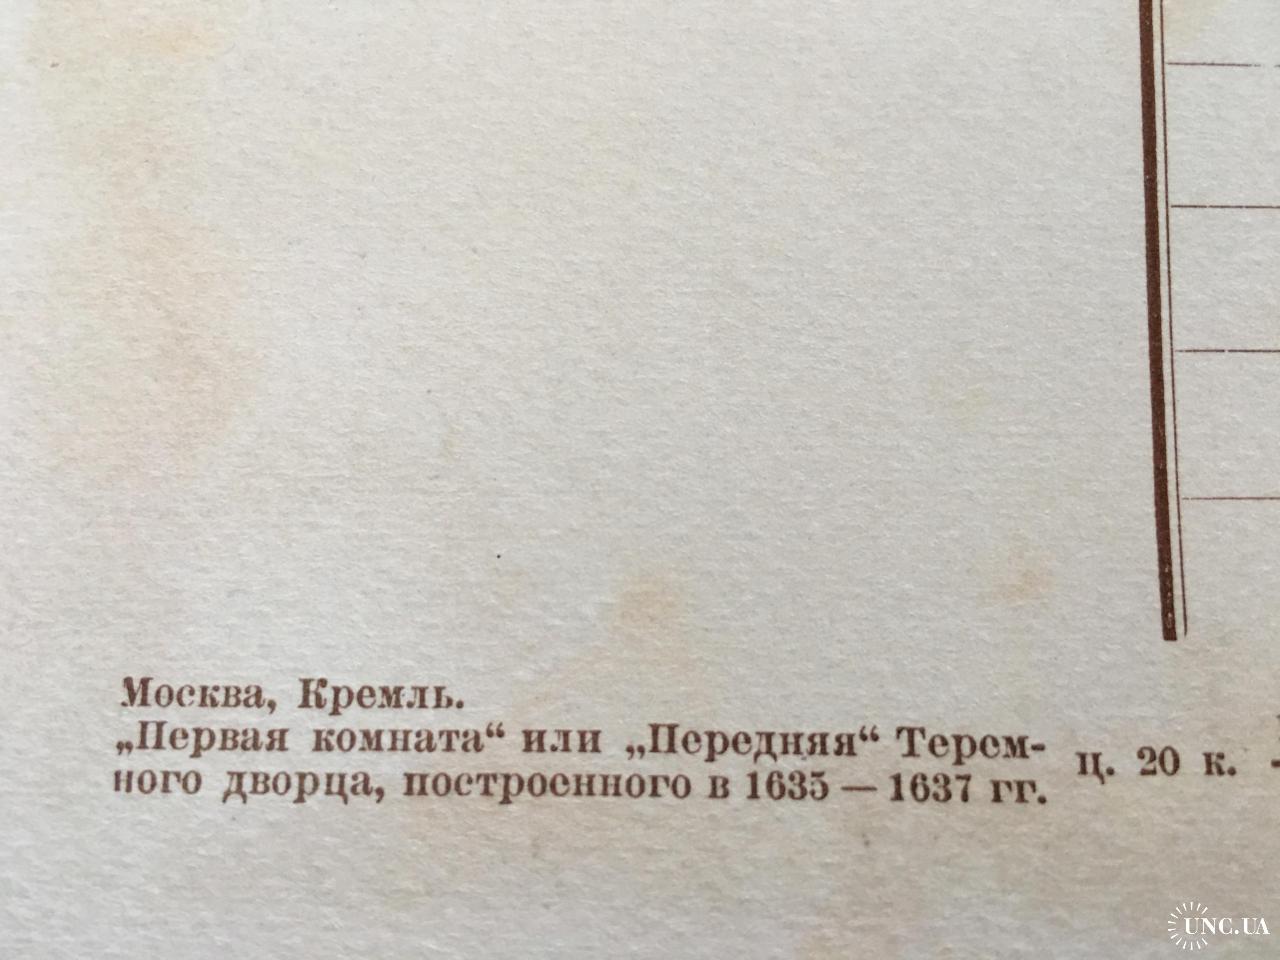 Москва, Кремль.
„Первая комната“ или „Передняя“ Терем-
ного дворца, построенного в 1635 — 1637 гг.
ц. 20 к.
UNC.UA